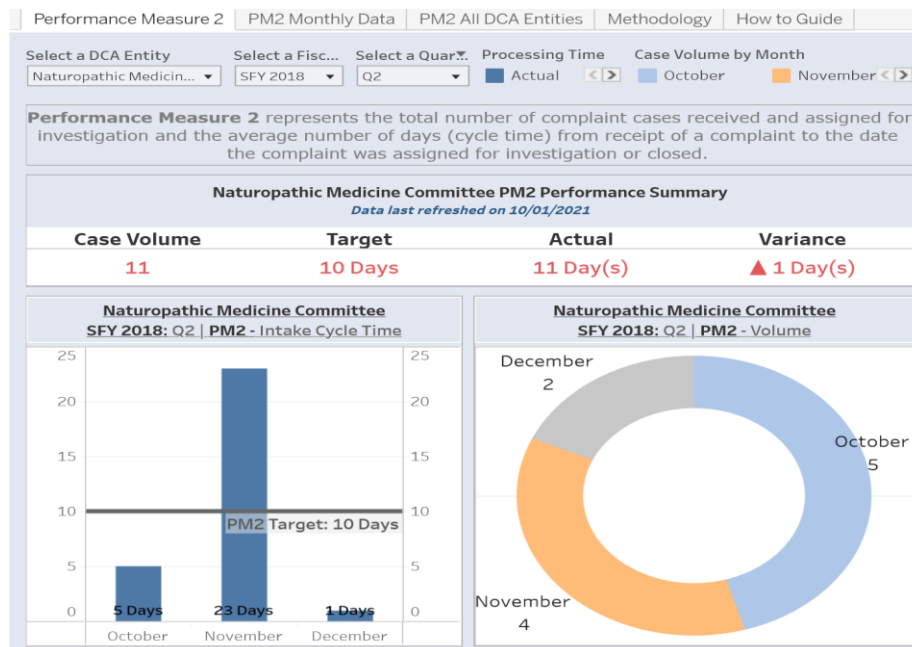 Performance Measure 2 PM2 Monthly Data PM2 All DCA Entities Methodology How to Guide
Select a DCA Entity Select a Fisc... Select a Quar... Processing Time Case Volume by Month
Naturopathic Medicin... SFY 2018 Q2 Actual October November
Performance Measure 2 represents the total number of complaint cases received and assigned for
investigation and the average number of days (cycle time) from receipt of a complaint to the date
the complaint was assigned for investigation or closed.
Naturopathic Medicine Committee PM2 Performance Summary
Data last refreshed on 10/01/2021
Case Volume Target Actual Variance
11 10 Days 11 Day(s) ▲ 1 Day(s)
Naturopathic Medicine Committee
SFY 2018: Q2 | PM2 - Intake Cycle Time
25 25
20 20
15 15
10 10
PM2 Target: 10 Days
5 5
0 5 Days 23 Days 1 Days 0
October November December
Naturopathic Medicine Committee
SFY 2018: Q2 | PM2 - Volume
December
2
October
5
November
4